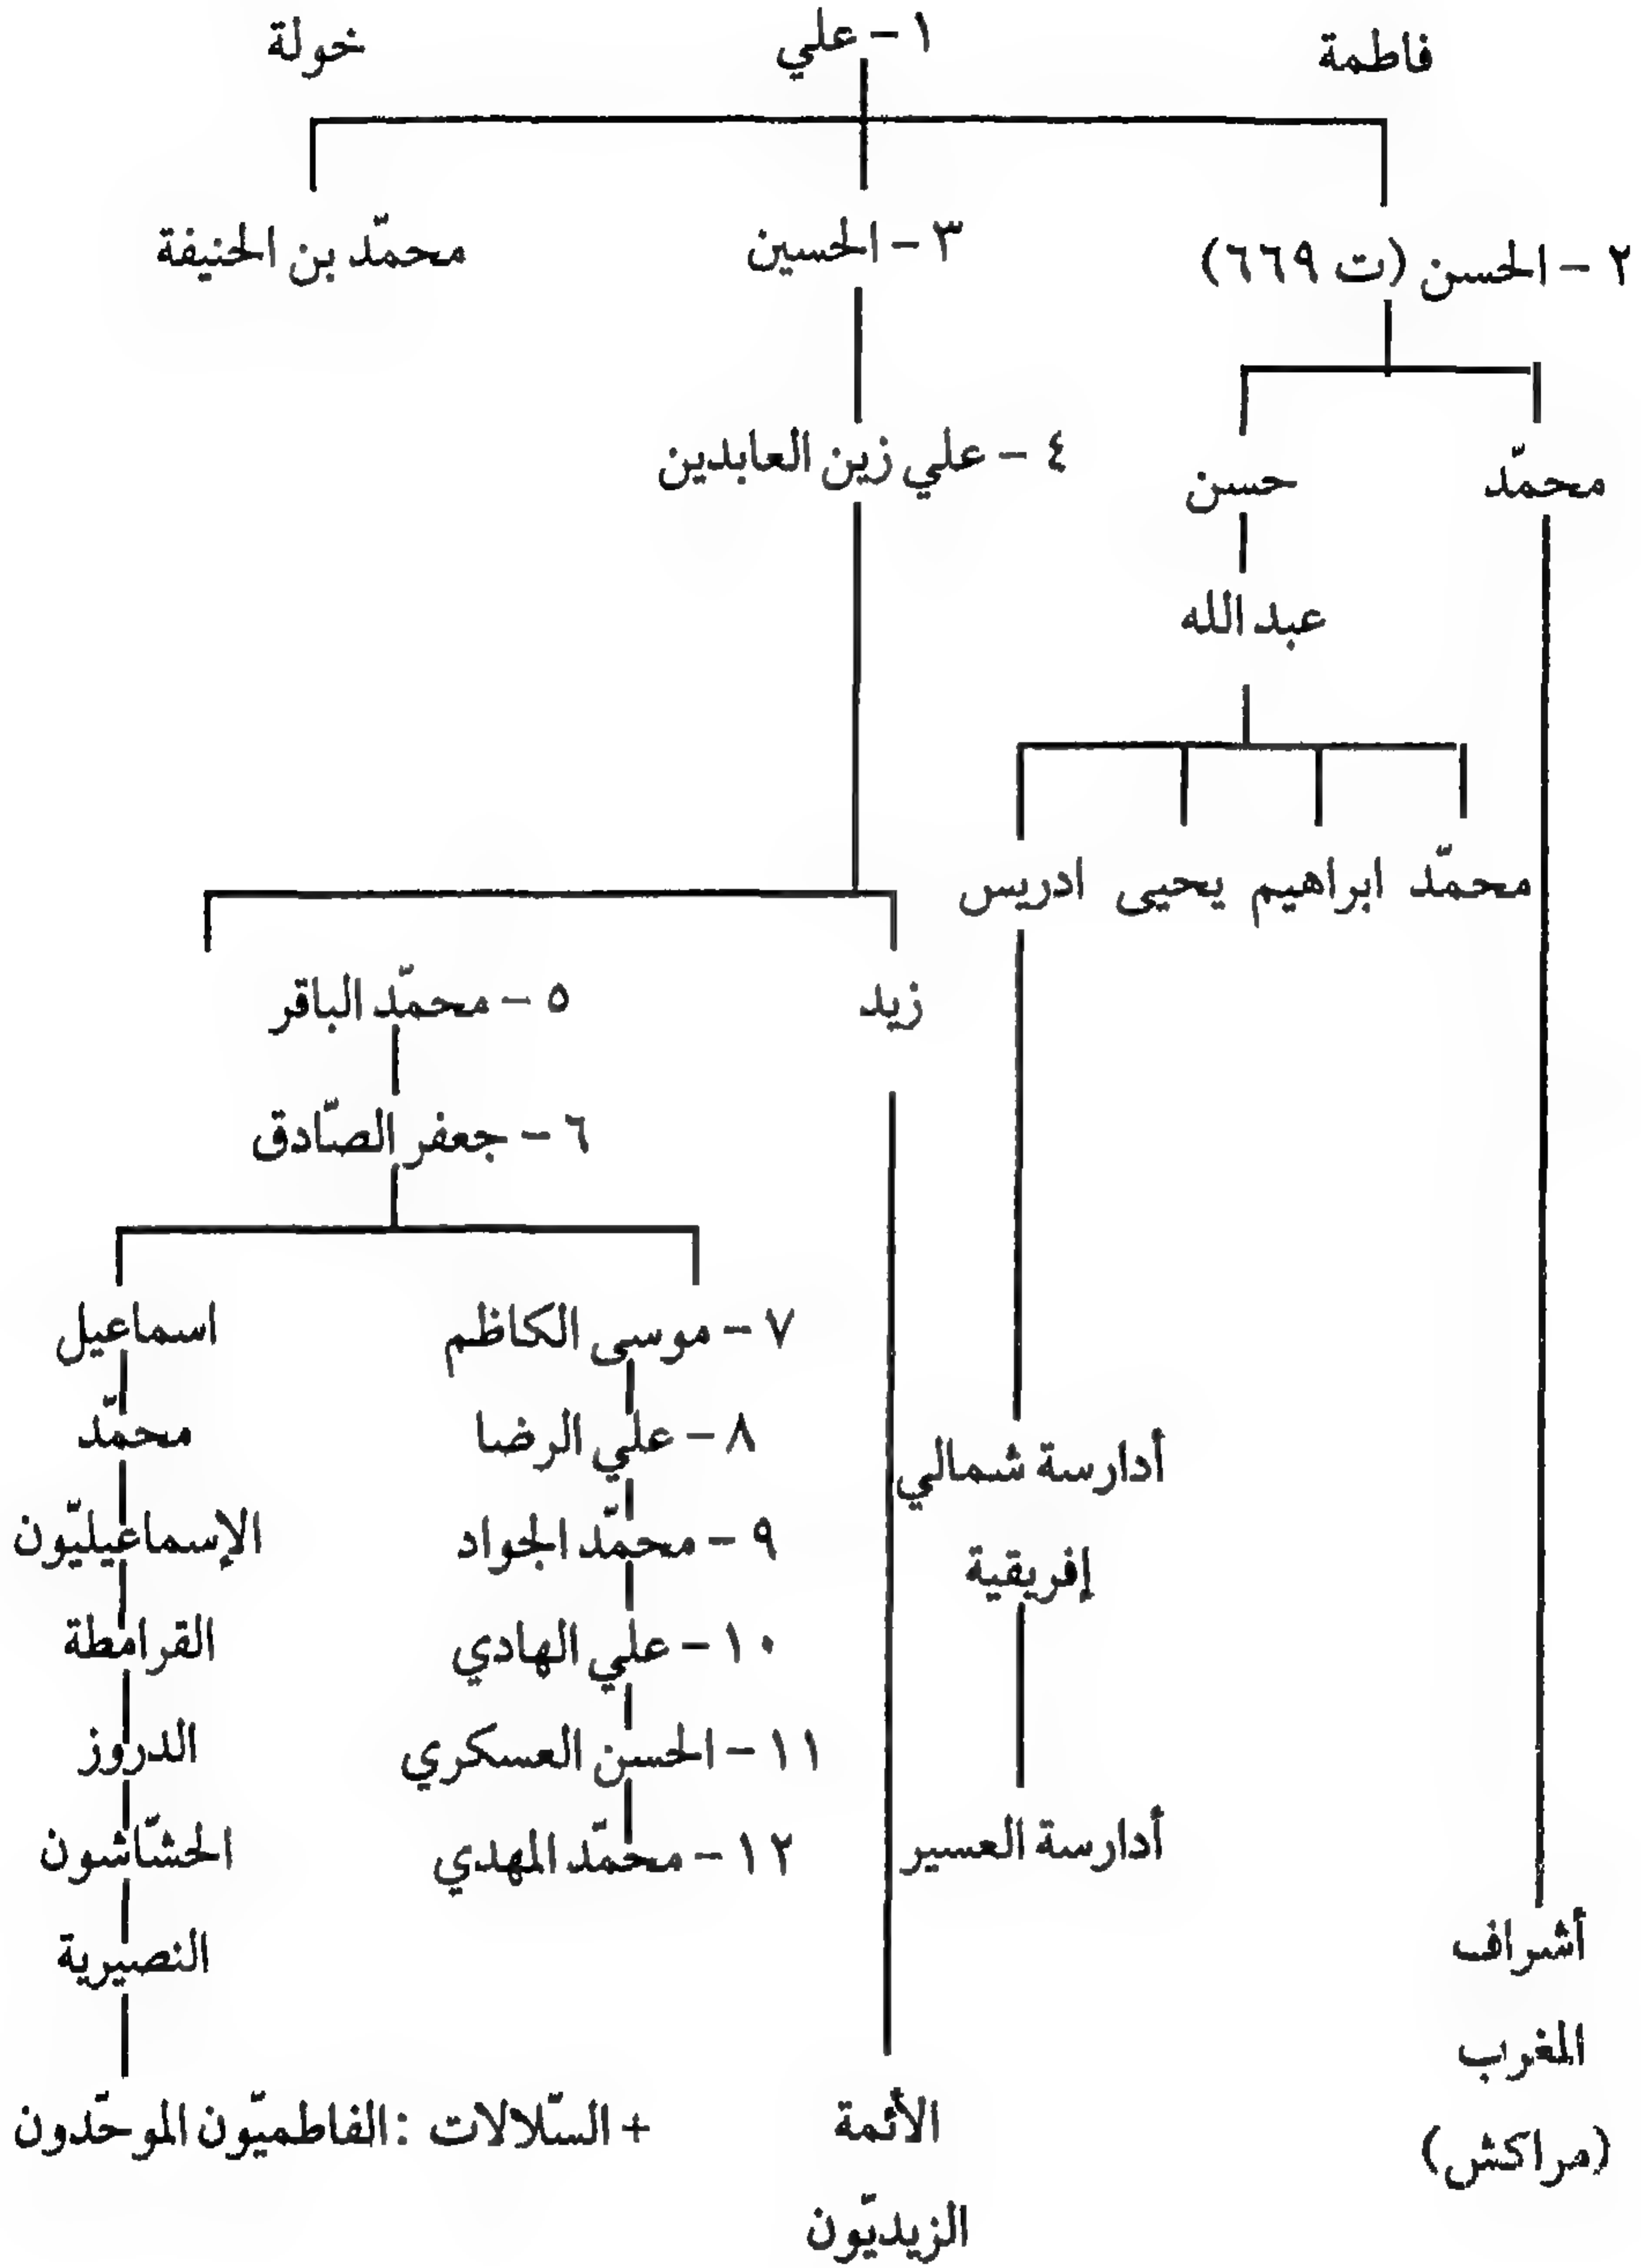 فاطمة
١ - علي
خولة
٢ - الحسن (ت ٦٦٩)
٣ - الحسين
محمّد بن الحنيفة
محمّد
حسن
٤ - علي زين العابدين
عبد الله
محمّد ابراهيم يحيى ادريس
زيد
٥ - محمّد الباقر
٦ - جعفر الصّادق
٧ - موسى الكاظم
اسماعيل
٨ - علي الرضا
محمّد
أدارسة شمالي
٩ - محمّد الجواد
الإسماعيليّون
إفريقية
١٠ - علي الهادي
القرامطة
١١ - الحسن العسكري
الدروز
أدارسة العسير
١٢ - محمّد المهدي
الحشّاشون
أشراف
النصيرية
المغرب
(مراكش)
الأئمة
+ السّلالات : الفاطميّون الموحّدون
الزيديّون